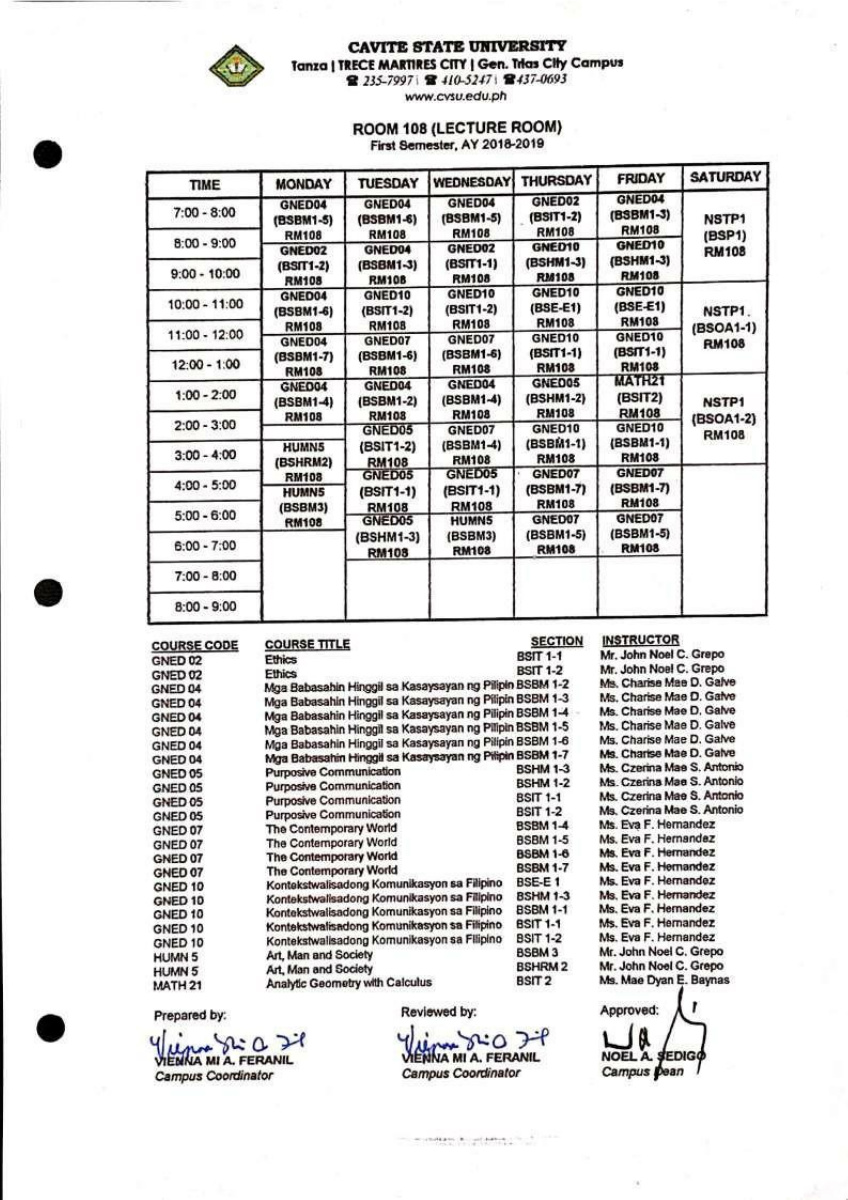 CAVITE STATE UNIVERSITY
Tanza | TRECE MARTIRES CITY | Gen. Trias City Campus
☎ 235-7997 | ☎ 410-5247 | ☎ 437-0693
www.cvsu.edu.ph
ROOM 108 (LECTURE ROOM)
First Semester, AY 2018-2019
TIME MONDAY TUESDAY WEDNESDAY THURSDAY FRIDAY SATURDAY
7:00 - 8:00 GNED04 GNED04 GNED04 GNED02 GNED04 NSTP1
(BSBM1-5) (BSBM1-6) (BSBM1-5) (BSIT1-2) (BSBM1-3) (BSP1)
RM108 RM108 RM108 RM108 RM108 RM108
8:00 - 9:00
GNED02 GNED04 GNED02 GNED10 GNED10
9:00 - 10:00 (BSIT1-2) (BSBM1-3) (BSIT1-1) (BSHM1-3) (BSHM1-3)
RM108 RM108 RM108 RM108 RM108
10:00 - 11:00 GNED04 GNED10 GNED10 GNED10 GNED10 NSTP1
(BSBM1-6) (BSIT1-2) (BSIT1-2) (BSE-E1) (BSE-E1) (BSOA1-1)
RM108 RM108 RM108 RM108 RM108 RM108
11:00 - 12:00
GNED04 GNED07 GNED07 GNED10 GNED10
12:00 - 1:00 (BSBM1-7) (BSBM1-6) (BSBM1-6) (BSIT1-1) (BSIT1-1)
RM108 RM108 RM108 RM108 RM108
1:00 - 2:00 GNED04 GNED04 GNED04 GNED05 MATH21 NSTP1
(BSBM1-4) (BSBM1-2) (BSBM1-4) (BSHM1-2) (BSIT2) (BSOA1-2)
RM108 RM108 RM108 RM108 RM108 RM108
2:00 - 3:00
GNED05 GNED07 GNED10 GNED10
3:00 - 4:00 HUMN5 (BSIT1-2) (BSBM1-4) (BSBM1-1) (BSBM1-1)
(BSHRM2) RM108 RM108 RM108 RM108
RM108
4:00 - 5:00 HUMN5 GNED05 GNED05 GNED07 GNED07
(BSBM3) (BSIT1-1) (BSIT1-1) (BSBM1-7) (BSBM1-7)
RM108 RM108 RM108 RM108 RM108
5:00 - 6:00
GNED05 HUMN5 GNED07 GNED07
6:00 - 7:00 (BSHM1-3) (BSBM3) (BSBM1-5) (BSBM1-5)
RM108 RM108 RM108 RM108
7:00 - 8:00
8:00 - 9:00
COURSE CODE COURSE TITLE SECTION INSTRUCTOR
GNED 02 Ethics BSIT 1-1 Mr. John Noel C. Grepo
GNED 02 Ethics BSIT 1-2 Mr. John Noel C. Grepo
GNED 04 Mga Babasahin Hinggil sa Kasaysayan ng Pilipin BSBM 1-2 Ms. Charise Mae D. Galve
GNED 04 Mga Babasahin Hinggil sa Kasaysayan ng Pilipin BSBM 1-3 Ms. Charise Mae D. Galve
GNED 04 Mga Babasahin Hinggil sa Kasaysayan ng Pilipin BSBM 1-4 Ms. Charise Mae D. Galve
GNED 04 Mga Babasahin Hinggil sa Kasaysayan ng Pilipin BSBM 1-5 Ms. Charise Mae D. Galve
GNED 04 Mga Babasahin Hinggil sa Kasaysayan ng Pilipin BSBM 1-6 Ms. Charise Mae D. Galve
GNED 04 Mga Babasahin Hinggil sa Kasaysayan ng Pilipin BSBM 1-7 Ms. Charise Mae D. Galve
GNED 05 Purposive Communication BSHM 1-3 Ms. Czerina Mae S. Antonio
GNED 05 Purposive Communication BSHM 1-2 Ms. Czerina Mae S. Antonio
GNED 05 Purposive Communication BSIT 1-1 Ms. Czerina Mae S. Antonio
GNED 05 Purposive Communication BSIT 1-2 Ms. Czerina Mae S. Antonio
GNED 07 The Contemporary World BSBM 1-4 Ms. Eva F. Hernandez
GNED 07 The Contemporary World BSBM 1-5 Ms. Eva F. Hernandez
GNED 07 The Contemporary World BSBM 1-6 Ms. Eva F. Hernandez
GNED 07 The Contemporary World BSBM 1-7 Ms. Eva F. Hernandez
GNED 10 Kontekstwalisadong Komunikasyon sa Filipino BSE-E 1 Ms. Eva F. Hernandez
GNED 10 Kontekstwalisadong Komunikasyon sa Filipino BSHM 1-3 Ms. Eva F. Hernandez
GNED 10 Kontekstwalisadong Komunikasyon sa Filipino BSBM 1-1 Ms. Eva F. Hernandez
GNED 10 Kontekstwalisadong Komunikasyon sa Filipino BSIT 1-1 Ms. Eva F. Hernandez
GNED 10 Kontekstwalisadong Komunikasyon sa Filipino BSIT 1-2 Ms. Eva F. Hernandez
HUMN 5 Art, Man and Society BSBM 3 Mr. John Noel C. Grepo
HUMN 5 Art, Man and Society BSHRM 2 Mr. John Noel C. Grepo
MATH 21 Analytic Geometry with Calculus BSIT 2 Ms. Mae Dyan E. Baynas
Prepared by: Reviewed by: Approved:
VIENNA MI A. FERANIL VIENNA MI A. FERANIL NOEL A. SEDIGO
Campus Coordinator Campus Coordinator Campus Dean